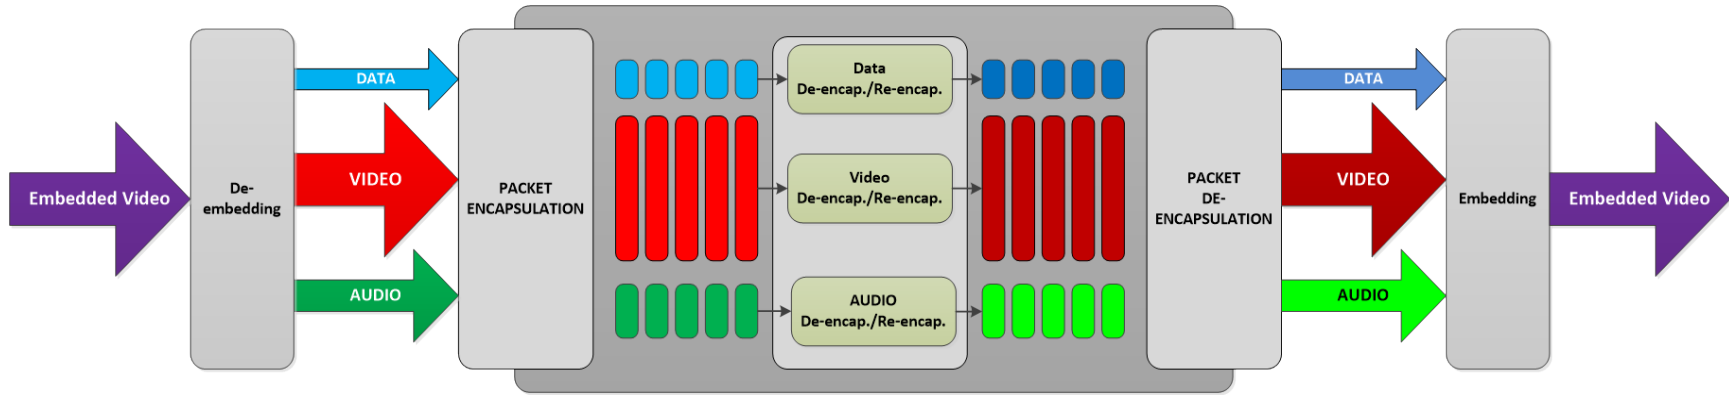 Embedded Video
De-
embedding
DATA
VIDEO
AUDIO
PACKET
ENCAPSULATION
Data
De-encap./Re-encap.
Video
De-encap./Re-encap.
AUDIO
De-encap./Re-encap.
PACKET
DE-
ENCAPSULATION
DATA
VIDEO
AUDIO
Embedding
Embedded Video